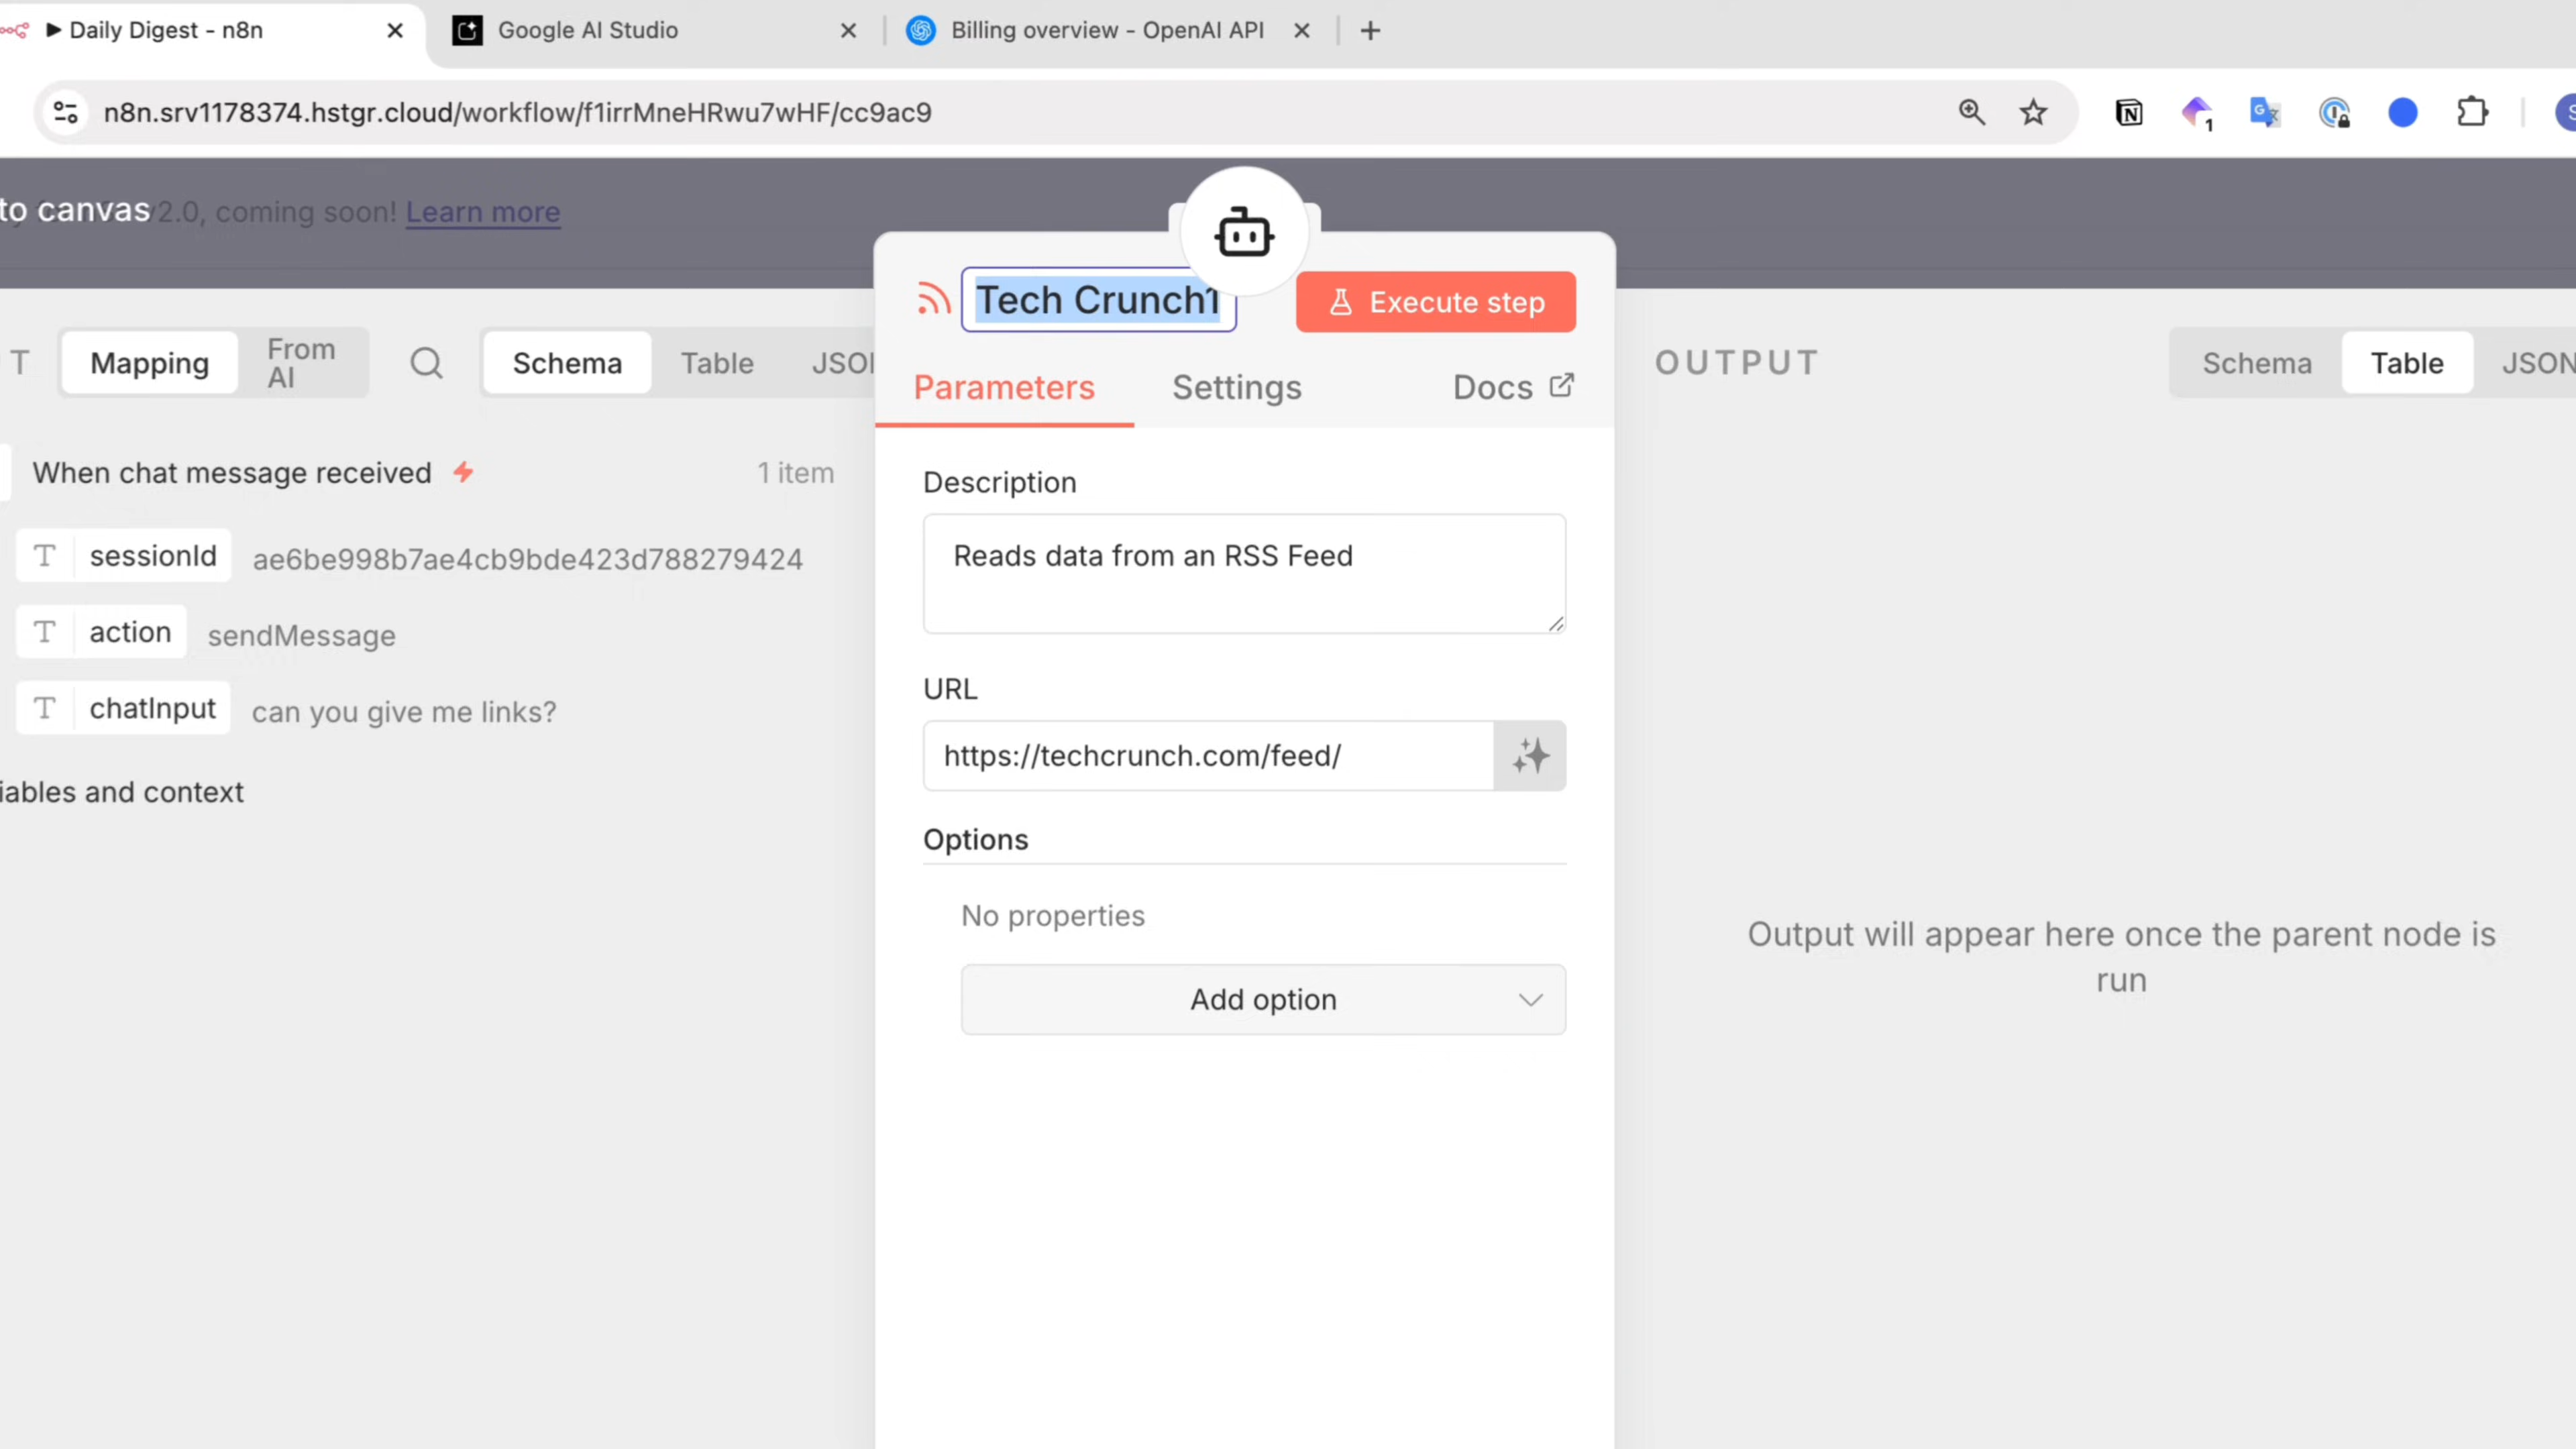 Daily Digest - n8n
Google AI Studio
Billing overview - OpenAI API
n8n.srv1178374.hstgr.cloud/workflow/f1irrMneHRwu7wHF/cc9ac9
1
to canvas
v2.0, coming soon! Learn more
Tech Crunch1
Execute step
T
Mapping
From AI
Schema
Table
JSON
Parameters
Settings
Docs
OUTPUT
Schema
Table
JSON
When chat message received
1 item
T sessionId ae6be998b7ae4cb9bde423d788279424
T action sendMessage
T chatInput can you give me links?
iables and context
Description
Reads data from an RSS Feed
URL
https://techcrunch.com/feed/
Options
No properties
Add option
Output will appear here once the parent node is
run